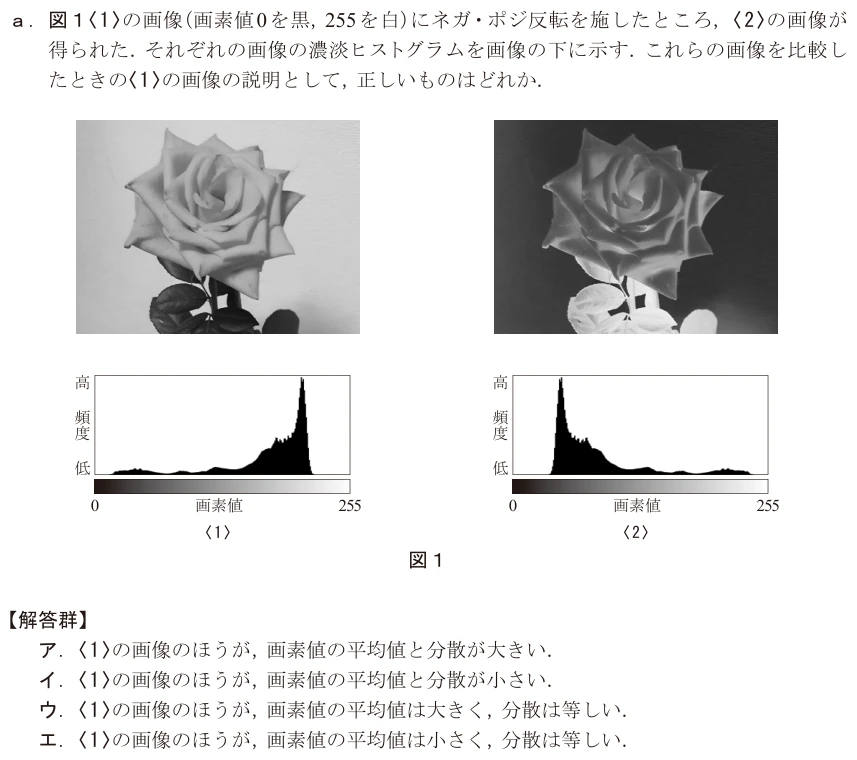 a．図1〈1〉の画像(画素値0を黒，255を白)にネガ・ポジ反転を施したところ，〈2〉の画像が
得られた．それぞれの画像の濃淡ヒストグラムを画像の下に示す．これらの画像を比較し
たときの〈1〉の画像の説明として，正しいものはどれか．
高
頻度
低
0 画素値 255
〈1〉
高
頻度
低
0 画素値 255
〈2〉
図1
【解答群】
ア．〈1〉の画像のほうが，画素値の平均値と分散が大きい．
イ．〈1〉の画像のほうが，画素値の平均値と分散が小さい．
ウ．〈1〉の画像のほうが，画素値の平均値は大きく，分散は等しい．
エ．〈1〉の画像のほうが，画素値の平均値は小さく，分散は等しい．